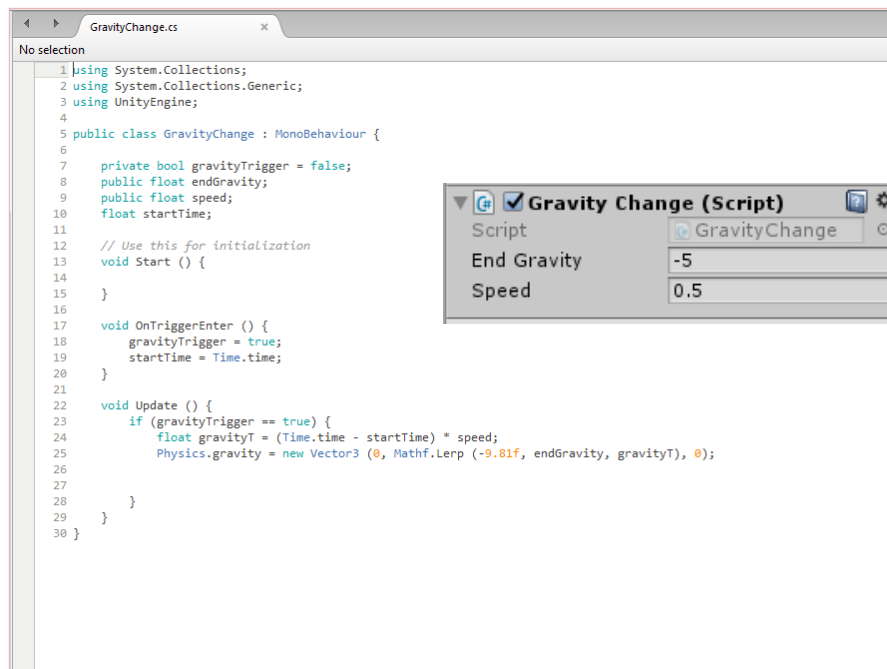 GravityChange.cs ×
No selection
1 using System.Collections;
2 using System.Collections.Generic;
3 using UnityEngine;
4
5 public class GravityChange : MonoBehaviour {
6
7 private bool gravityTrigger = false;
8 public float endGravity;
9 public float speed;
10 float startTime;
11
12 // Use this for initialization
13 void Start () {
14
15 }
16
17 void OnTriggerEnter () {
18 gravityTrigger = true;
19 startTime = Time.time;
20 }
21
22 void Update () {
23 if (gravityTrigger == true) {
24 float gravityT = (Time.time - startTime) * speed;
25 Physics.gravity = new Vector3 (0, Mathf.Lerp (-9.81f, endGravity, gravityT), 0);
26
27
28 }
29 }
30 }
Gravity Change (Script)
Script GravityChange
End Gravity -5
Speed 0.5